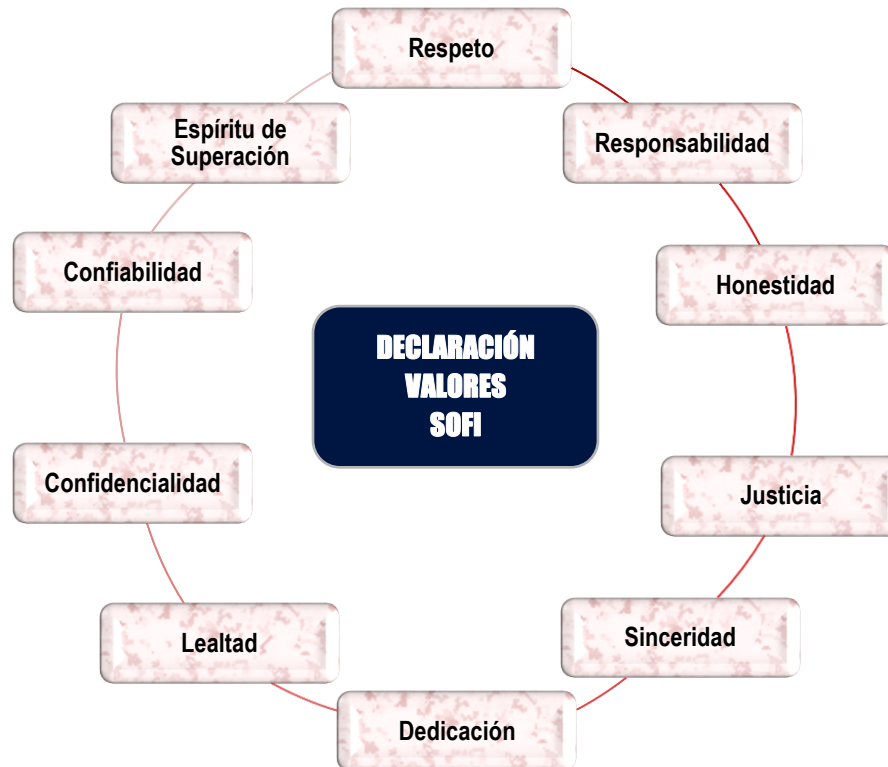 Respeto
Responsabilidad
Honestidad
Justicia
Sinceridad
Dedicación
Lealtad
Confidencialidad
Confiabilidad
Espíritu de
Superación
DECLARACIÓN
VALORES
SOFI